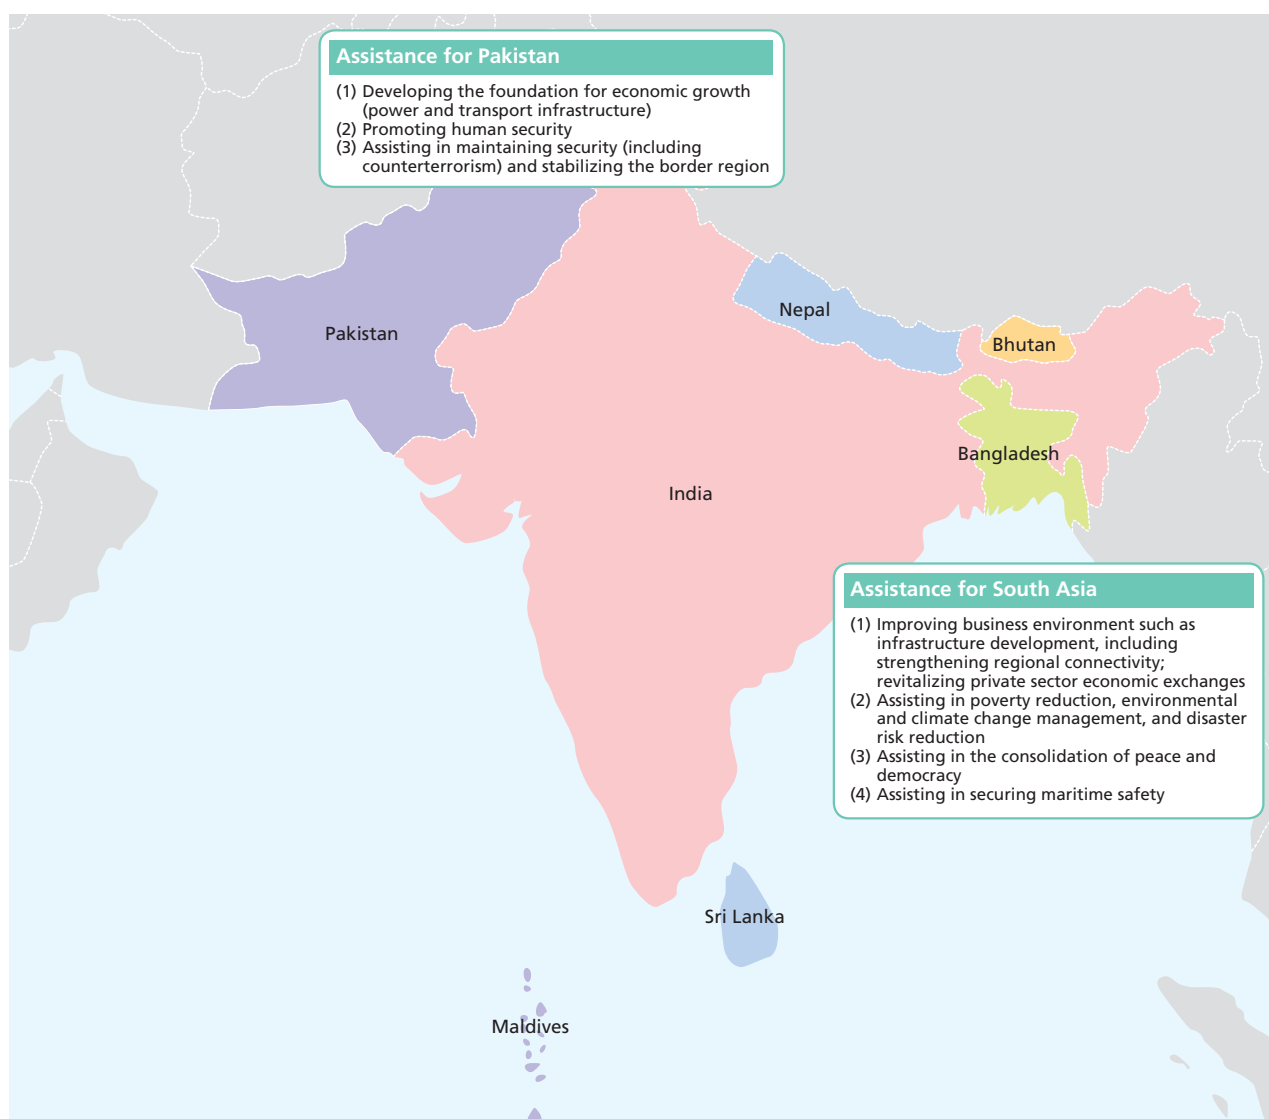 Assistance for Pakistan
(1) Developing the foundation for economic growth
(power and transport infrastructure)
(2) Promoting human security
(3) Assisting in maintaining security (including
counterterrorism) and stabilizing the border region
Nepal
Pakistan
Bhutan
Bangladesh
India
Assistance for South Asia
(1) Improving business environment such as
infrastructure development, including
strengthening regional connectivity;
revitalizing private sector economic exchanges
(2) Assisting in poverty reduction, environmental
and climate change management, and disaster
risk reduction
(3) Assisting in the consolidation of peace and
democracy
(4) Assisting in securing maritime safety
Sri Lanka
Maldives